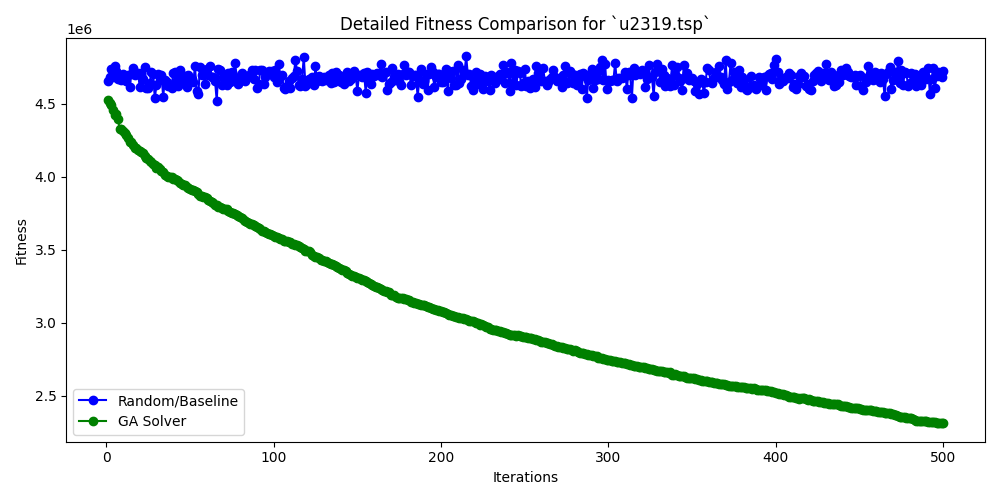 Detailed Fitness Comparison for `u2319.tsp`
1e6
4.5
4.0
3.5
3.0
2.5
Fitness
Random/Baseline
GA Solver
0 100 200 300 400 500
Iterations